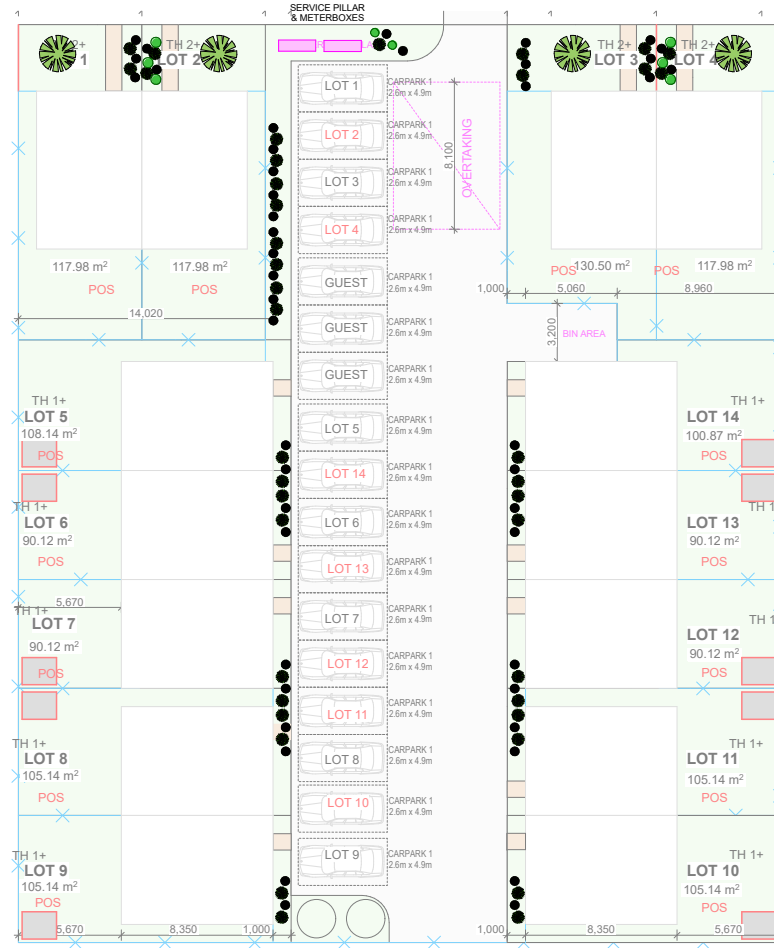 SERVICE PILLAR
& METERBOXES
TH 2+
LOT 2
TH 2+
LOT 3
TH 2+
LOT 4
1
2+
LOT 1
CARPARK 1
2.6m x 4.9m
LOT 2
CARPARK 1
2.6m x 4.9m
LOT 3
CARPARK 1
2.6m x 4.9m
LOT 4
CARPARK 1
2.6m x 4.9m
8,100
OVERTAKING
117.98 m²
POS
117.98 m²
POS
14,020
GUEST
CARPARK 1
2.6m x 4.9m
GUEST
CARPARK 1
2.6m x 4.9m
GUEST
CARPARK 1
2.6m x 4.9m
POS
130.50 m²
POS
117.98 m²
1,000
5,060
8,960
3,200
BIN AREA
TH 1+
LOT 5
108.14 m²
POS
TH 1+
LOT 6
90.12 m²
POS
5,670
TH 1+
LOT 7
90.12 m²
POS
TH 1+
LOT 8
105.14 m²
POS
TH 1+
LOT 9
105.14 m²
POS
5,670
8,350
1,000
LOT 5
CARPARK 1
2.6m x 4.9m
LOT 14
CARPARK 1
2.6m x 4.9m
LOT 6
CARPARK 1
2.6m x 4.9m
LOT 13
CARPARK 1
2.6m x 4.9m
LOT 7
CARPARK 1
2.6m x 4.9m
LOT 12
CARPARK 1
2.6m x 4.9m
LOT 11
CARPARK 1
2.6m x 4.9m
LOT 8
CARPARK 1
2.6m x 4.9m
LOT 10
CARPARK 1
2.6m x 4.9m
LOT 9
CARPARK 1
2.6m x 4.9m
TH 1+
LOT 14
100.87 m²
POS
TH 1
LOT 13
90.12 m²
POS
TH 1
LOT 12
90.12 m²
POS
TH 1+
LOT 11
105.14 m²
POS
TH 1+
LOT 10
105.14 m²
POS
1,000
8,350
5,670